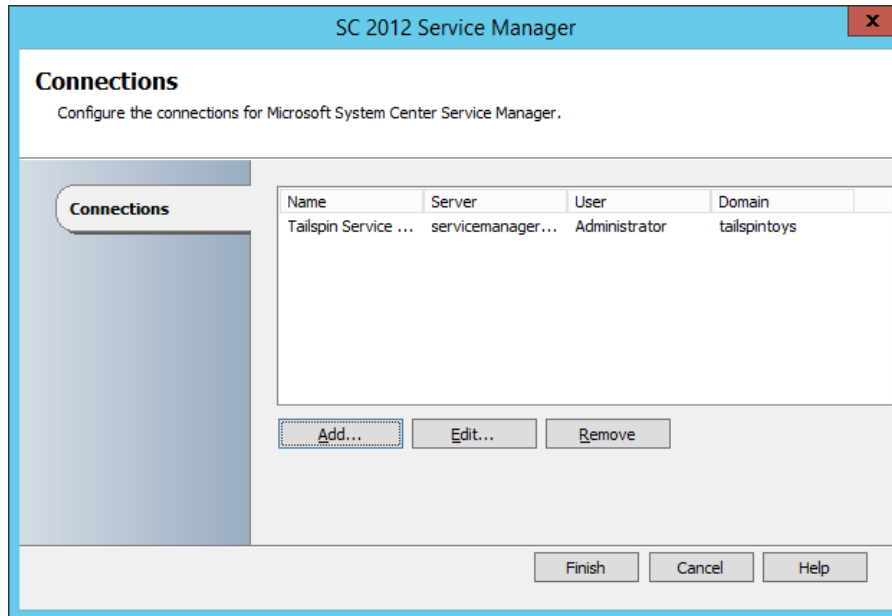 SC 2012 Service Manager
x
Connections
Configure the connections for Microsoft System Center Service Manager.
Connections
Name Server User Domain
Tailspin Service ... servicemanager... Administrator tailspintoys
Add... Edit... Remove
Finish Cancel Help